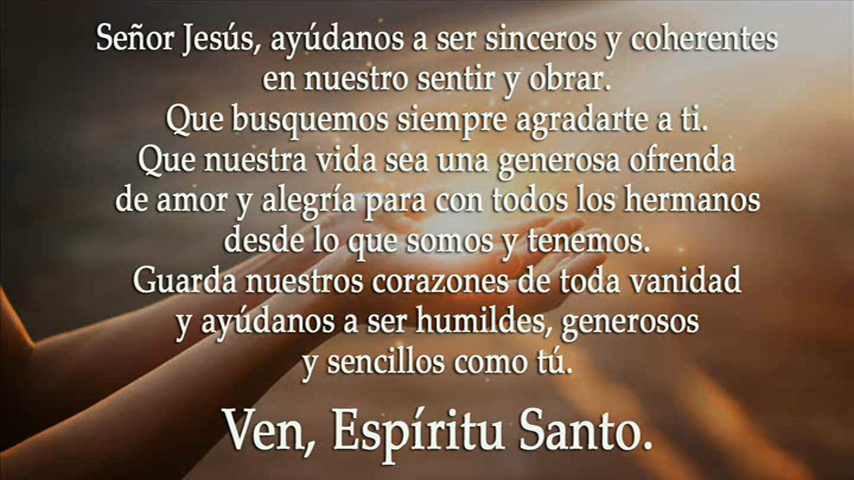 Señor Jesús, ayúdanos a ser sinceros y coherentes
en nuestro sentir y obrar.
Que busquemos siempre agradarte a ti.
Que nuestra vida sea una generosa ofrenda
de amor y alegría para con todos los hermanos
desde lo que somos y tenemos.
Guarda nuestros corazones de toda vanidad
y ayúdanos a ser humildes, generosos
y sencillos como tú.
Ven, Espíritu Santo.